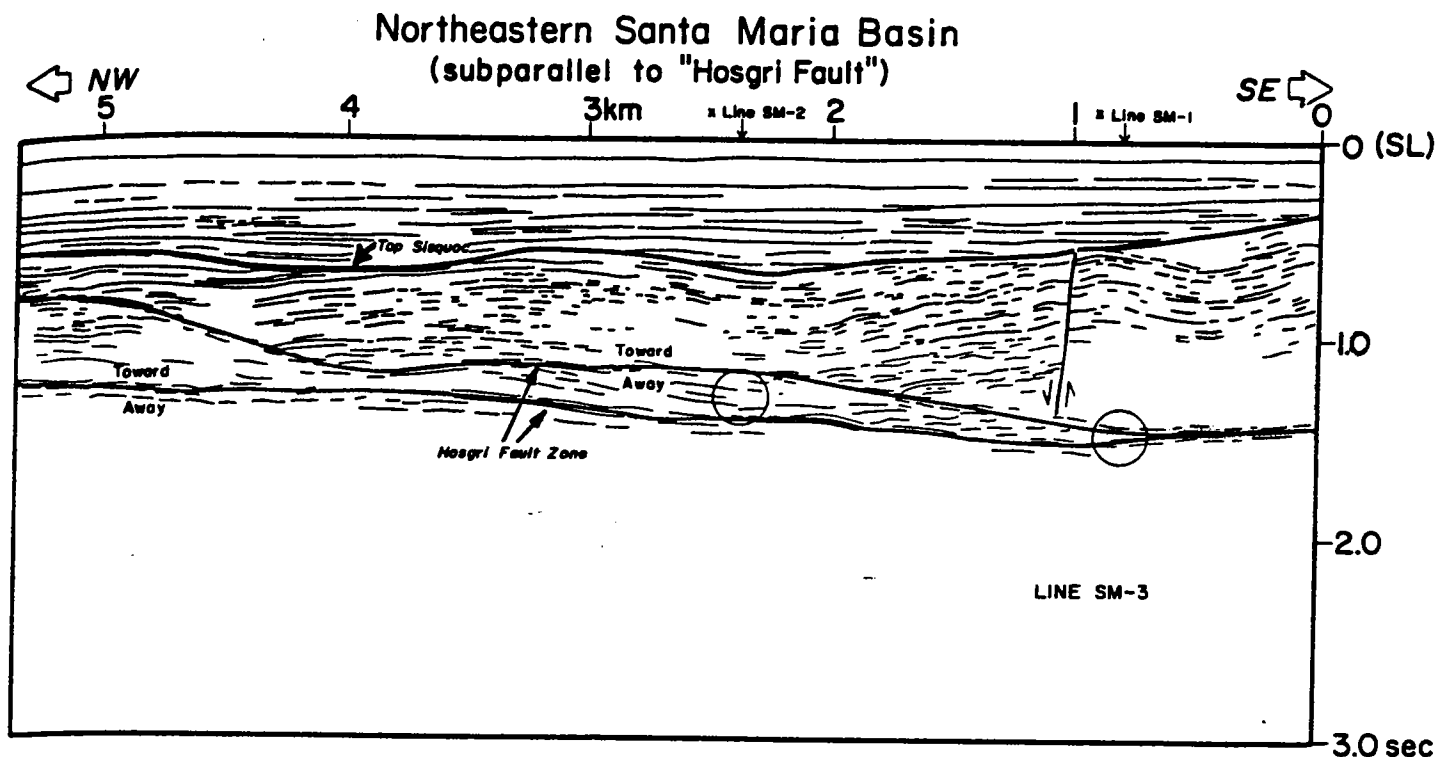 Northeastern Santa Maria Basin
(subparallel to "Hosgri Fault")
NW
SE
5
4
3km
x Line SM-2
2
1
x Line SM-1
0
0 (SL)
Top Sisquoc
1.0
Toward
Away
Toward
Away
Hosgri Fault Zone
2.0
LINE SM-3
3.0 sec